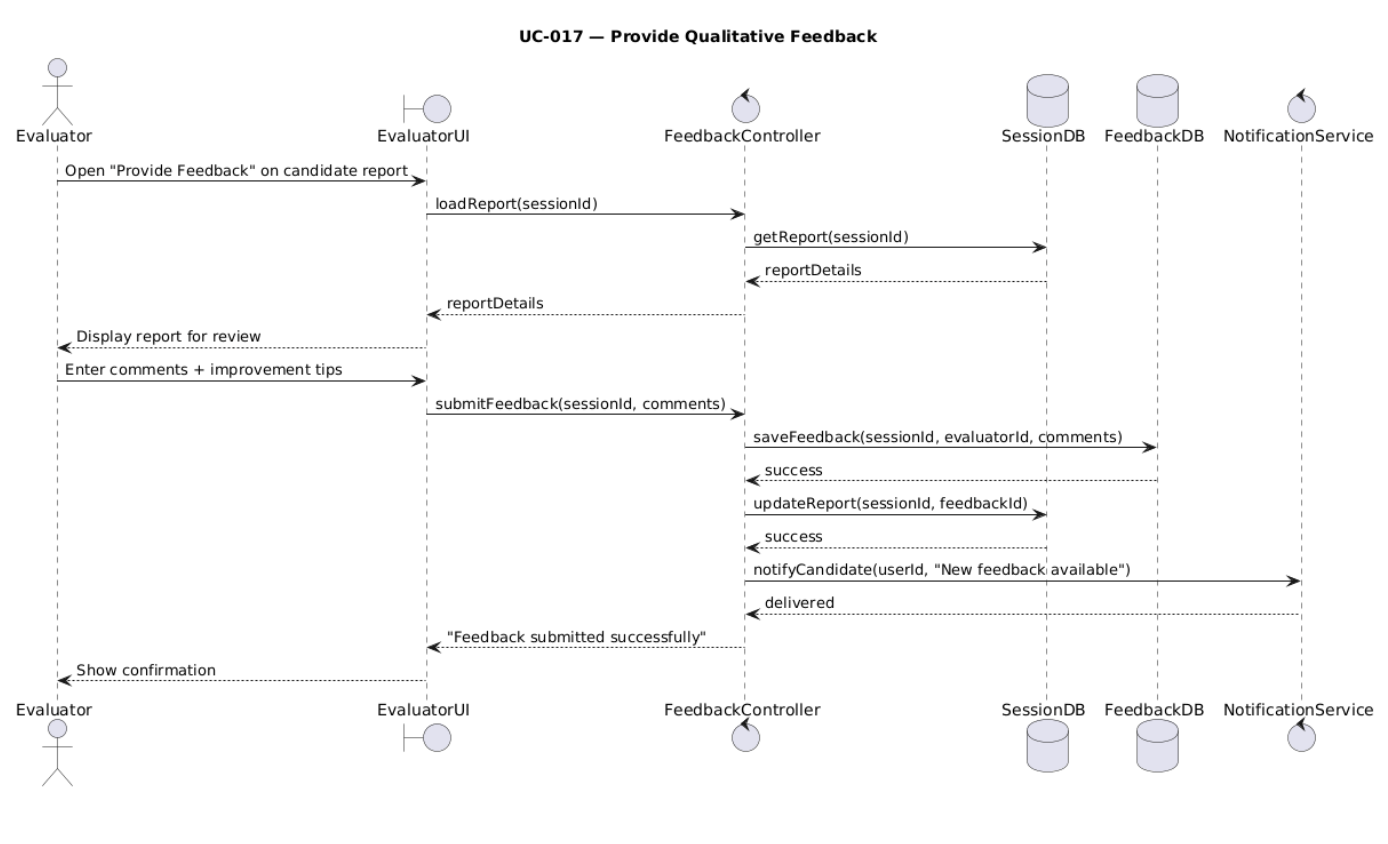 UC-017 — Provide Qualitative Feedback
Evaluator
EvaluatorUI
FeedbackController
SessionDB
FeedbackDB
NotificationService
Open "Provide Feedback" on candidate report
loadReport(sessionId)
getReport(sessionId)
reportDetails
reportDetails
Display report for review
Enter comments + improvement tips
submitFeedback(sessionId, comments)
saveFeedback(sessionId, evaluatorId, comments)
success
updateReport(sessionId, feedbackId)
success
notifyCandidate(userId, "New feedback available")
delivered
"Feedback submitted successfully"
Show confirmation
Evaluator
EvaluatorUI
FeedbackController
SessionDB
FeedbackDB
NotificationService